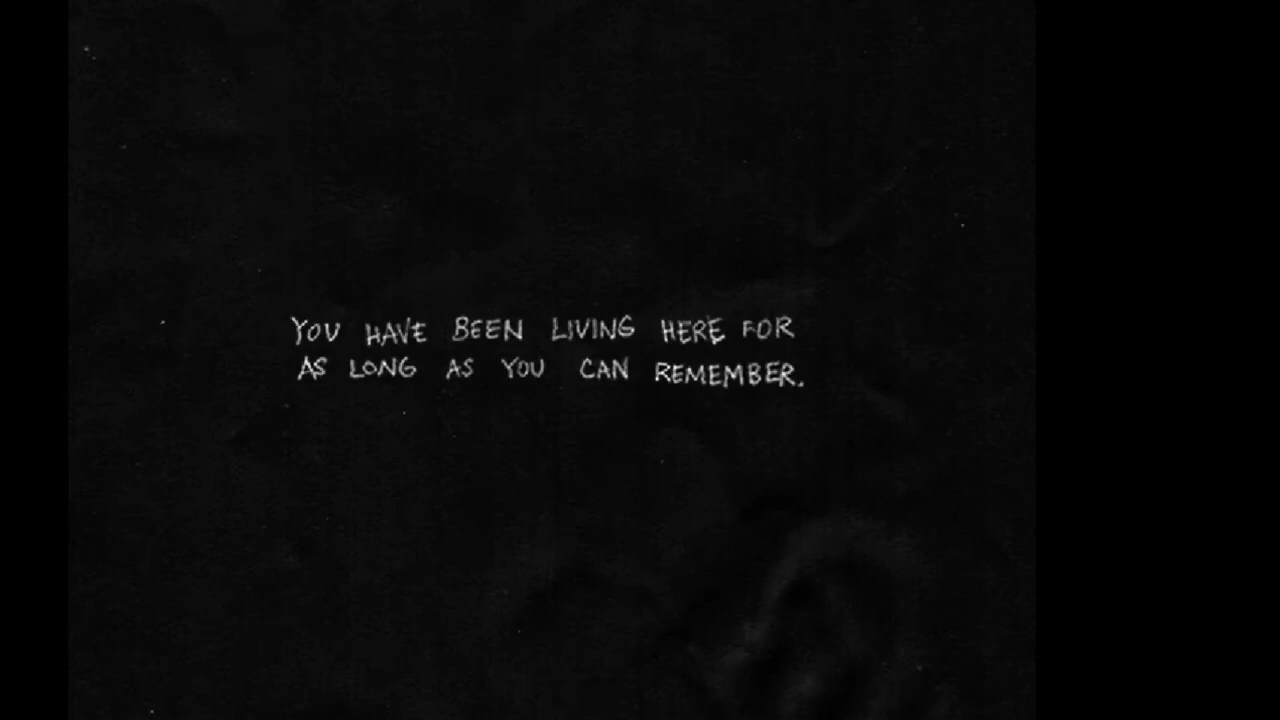 YOU HAVE BEEN LIVING HERE FOR
AS LONG AS YOU CAN REMEMBER.